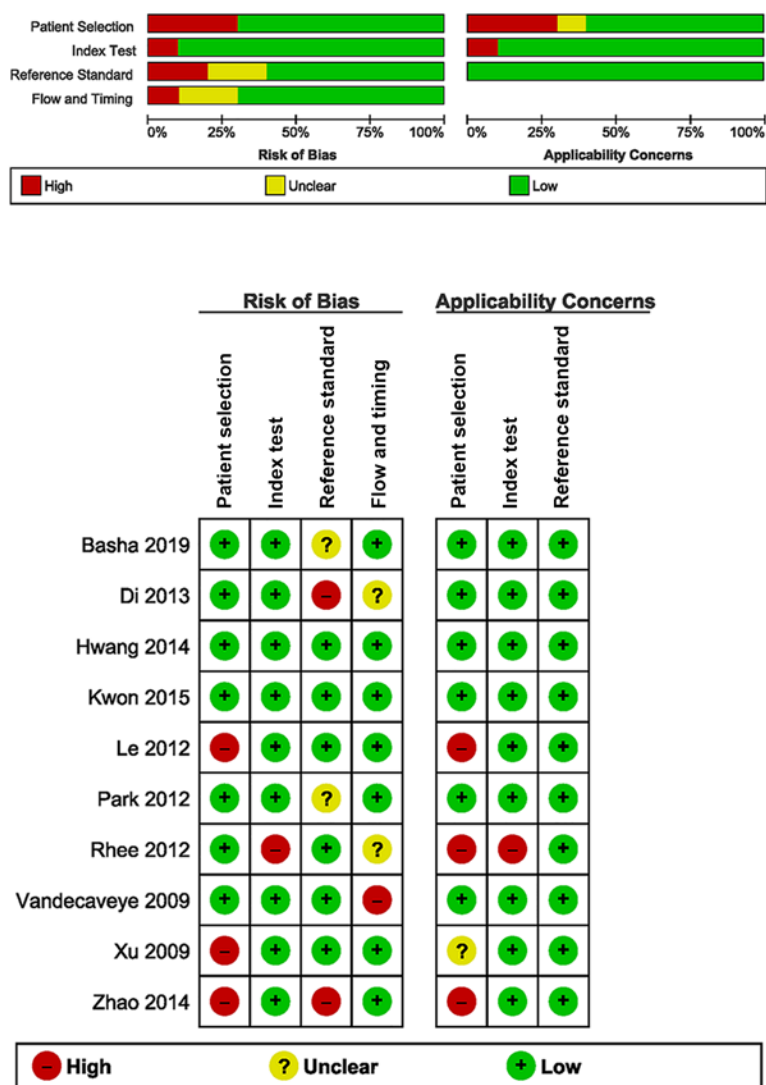 Patient Selection
Index Test
Reference Standard
Flow and Timing
0% 25% 50% 75% 100% 0% 25% 50% 75% 100%
Risk of Bias Applicability Concerns
High Unclear Low
Risk of Bias Applicability Concerns
Patient selection Index test Reference standard Flow and timing Patient selection Index test Reference standard
Basha 2019 + + ? + + + +
Di 2013 + + – ? + + +
Hwang 2014 + + + + + + +
Kwon 2015 + + + + + + +
Le 2012 – + + + – + +
Park 2012 + + ? + + + +
Rhee 2012 + – + ? – – +
Vandecaveye 2009 + + + – + + +
Xu 2009 – + + + ? + +
Zhao 2014 – + – + – + +
– High ? Unclear + Low